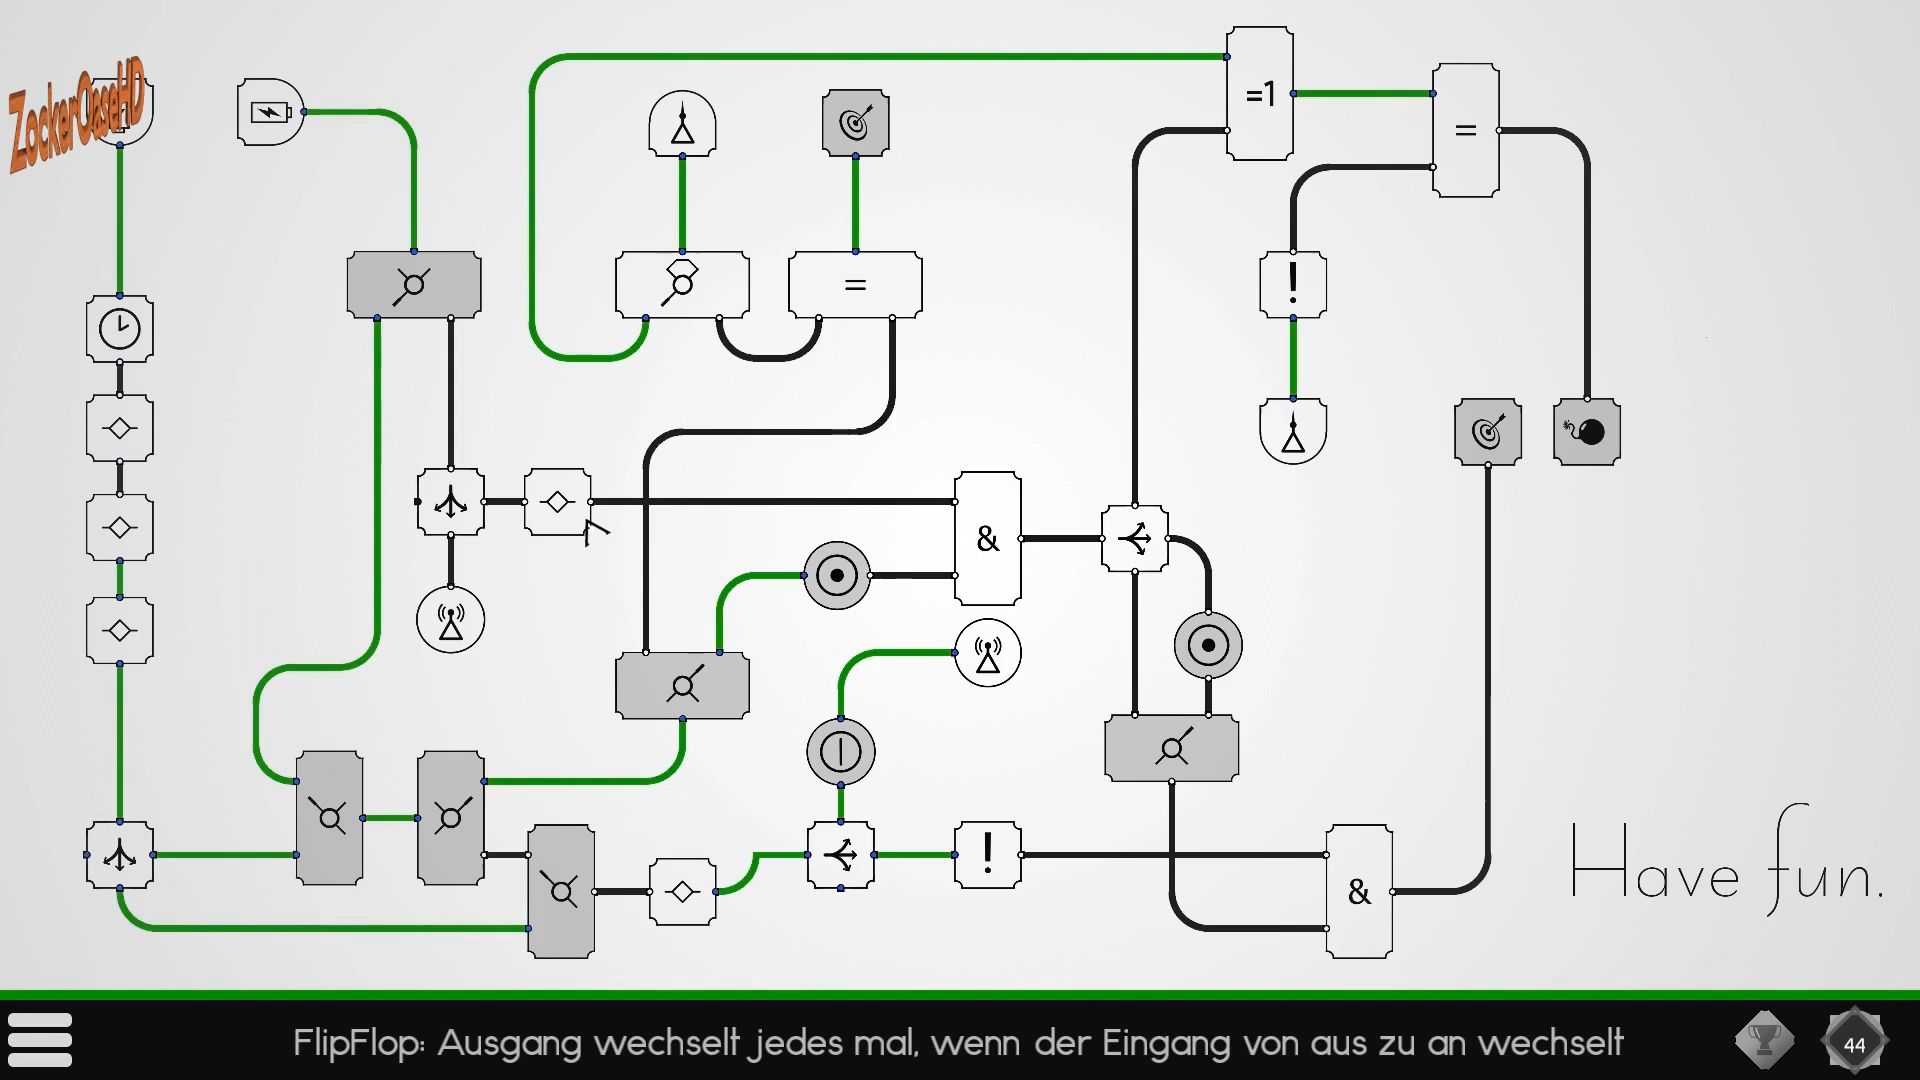 ZockerOaseHD
=1
=
=
!
&
!
&
Have fun.
FlipFlop: Ausgang wechselt jedes mal, wenn der Eingang von aus zu an wechselt
44